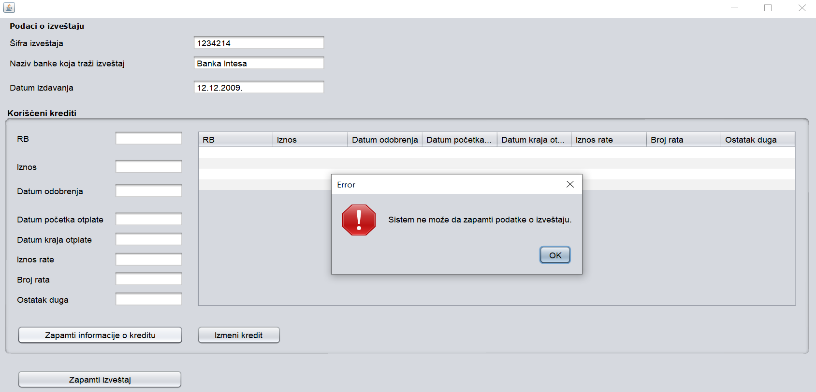 Podaci o izveštaju
Šifra izveštaja
1234214
Naziv banke koja traži izveštaj
Banka Intesa
Datum izdavanja
12.12.2009.
Korišćeni krediti
RB
Iznos
Datum odobrenja
Datum početka otplate
Datum kraja otplate
Iznos rate
Broj rata
Ostatak duga
RB Iznos Datum odobrenja Datum početka... Datum kraja ot... Iznos rate Broj rata Ostatak duga
Error
Sistem ne može da zapamti podatke o izveštaju.
OK
Zapamti informacije o kreditu
Izmeni kredit
Zapamti izveštaj